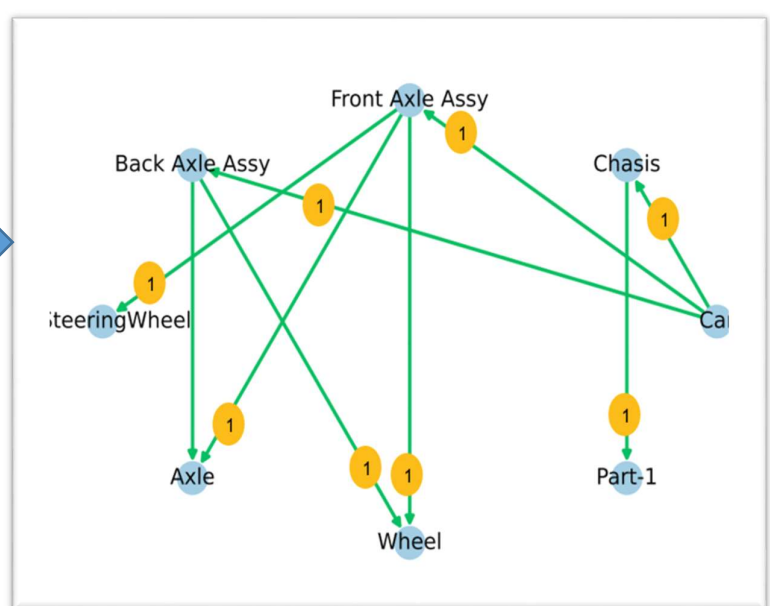 Front Axle Assy
1
Back Axle Assy
Chasis
1
1
1
SteeringWheel
Ca
1
1
1
1
Axle
Part-1
Wheel